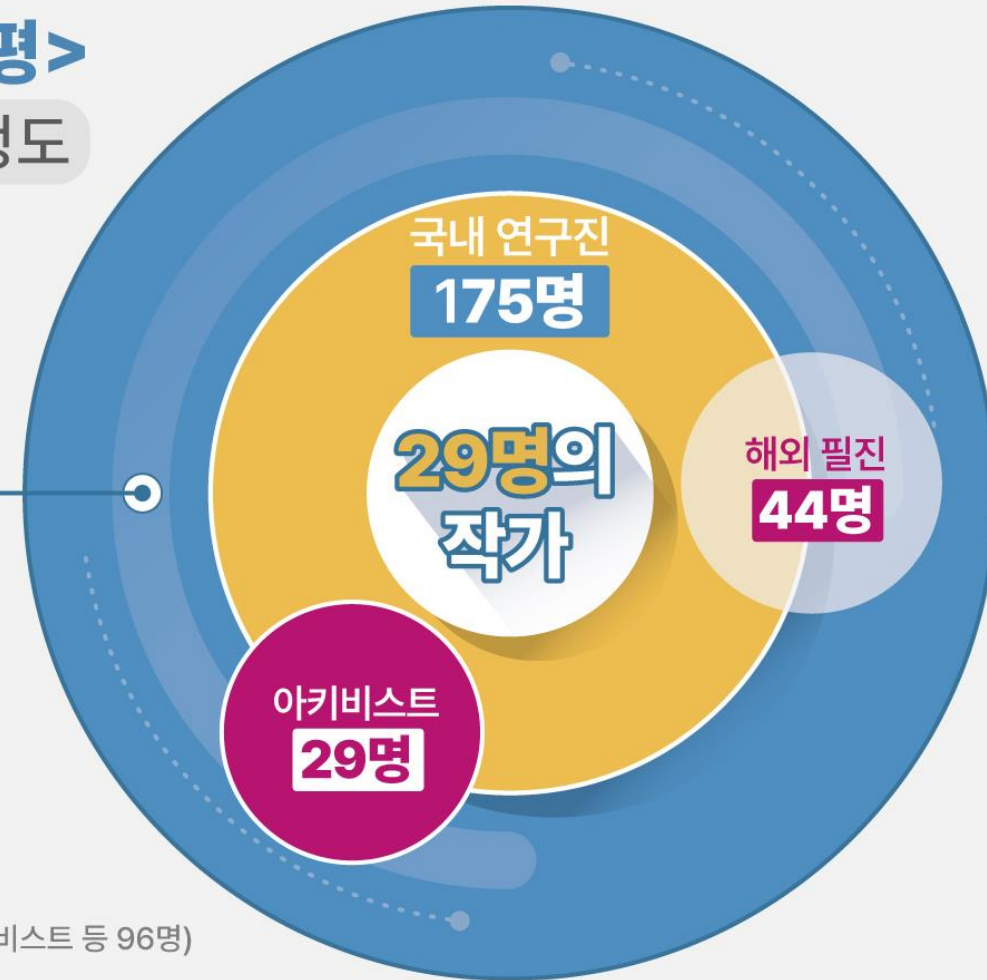 평>
정도
국내 연구진
175명
29명의
작가
해외 필진
44명
아키비스트
29명
비스트 등 96명)